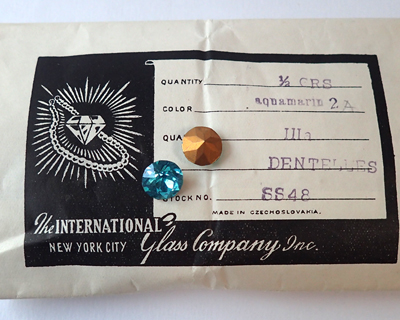 QUANTITY ½ GRS
COLOR aquamarin 2A
QUA IIIa
DENTELLES
STOCK NO. SS48
MADE IN CZECHOSLOVAKIA.
The INTERNATIONAL
NEW YORK CITY Glass Company, Inc.